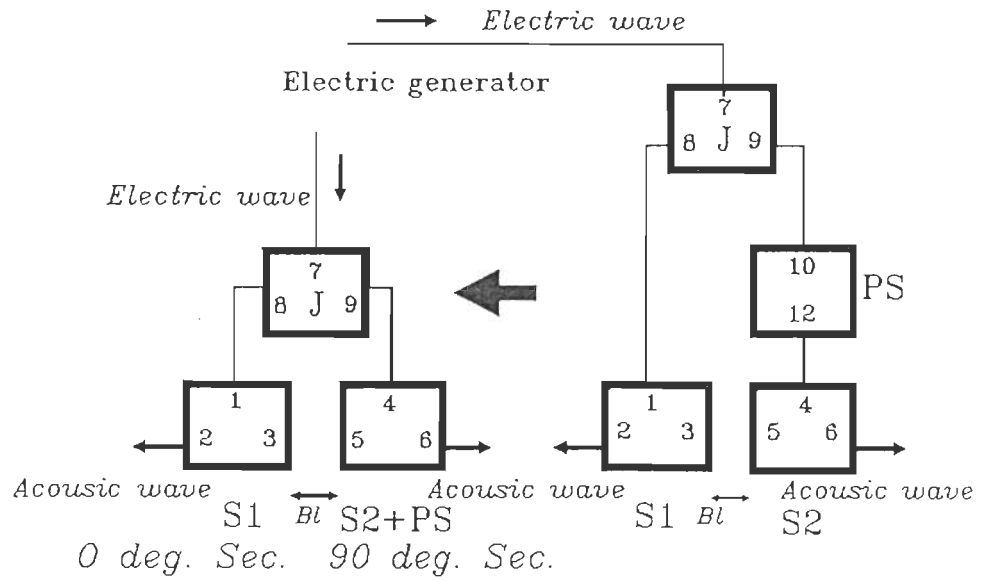 Electric wave
Electric generator
7
8 J 9
Electric wave
7
8 J 9
10
12
PS
1
2 3
4
5 6
1
2 3
4
5 6
Acousic wave
Acousic wave
Acousic wave
S1 Bl S2+PS
S1 Bl S2
0 deg. Sec. 90 deg. Sec.